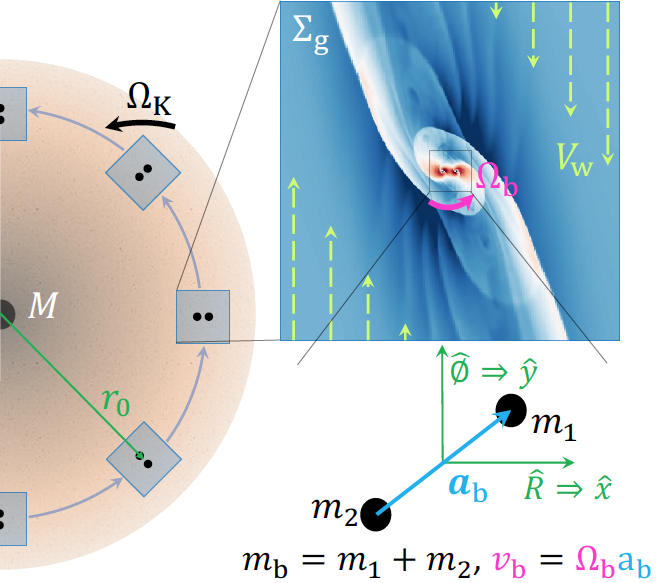 Σg
ΩK
Vw
Ωb
M
r0
ϕ̂ ⇒ ŷ
m1
ab
R̂ ⇒ x̂
m2
mb = m1 + m2, vb = Ωbab